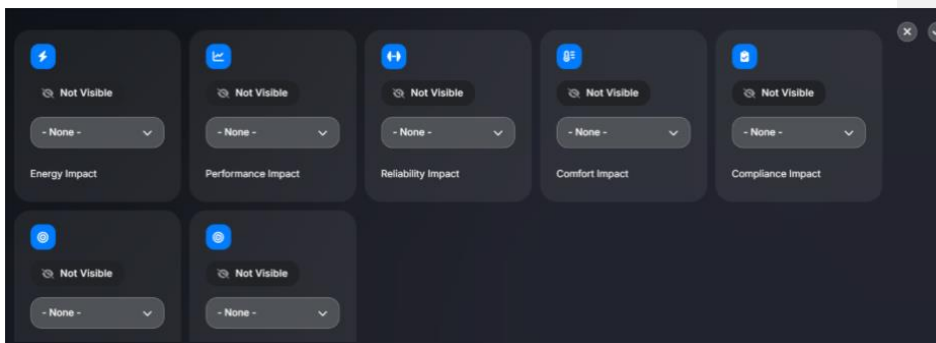 Not Visible
Not Visible
Not Visible
Not Visible
Not Visible
- None -
- None -
- None -
- None -
- None -
Energy Impact
Performance Impact
Reliability Impact
Comfort Impact
Compliance Impact
Not Visible
Not Visible
- None -
- None -